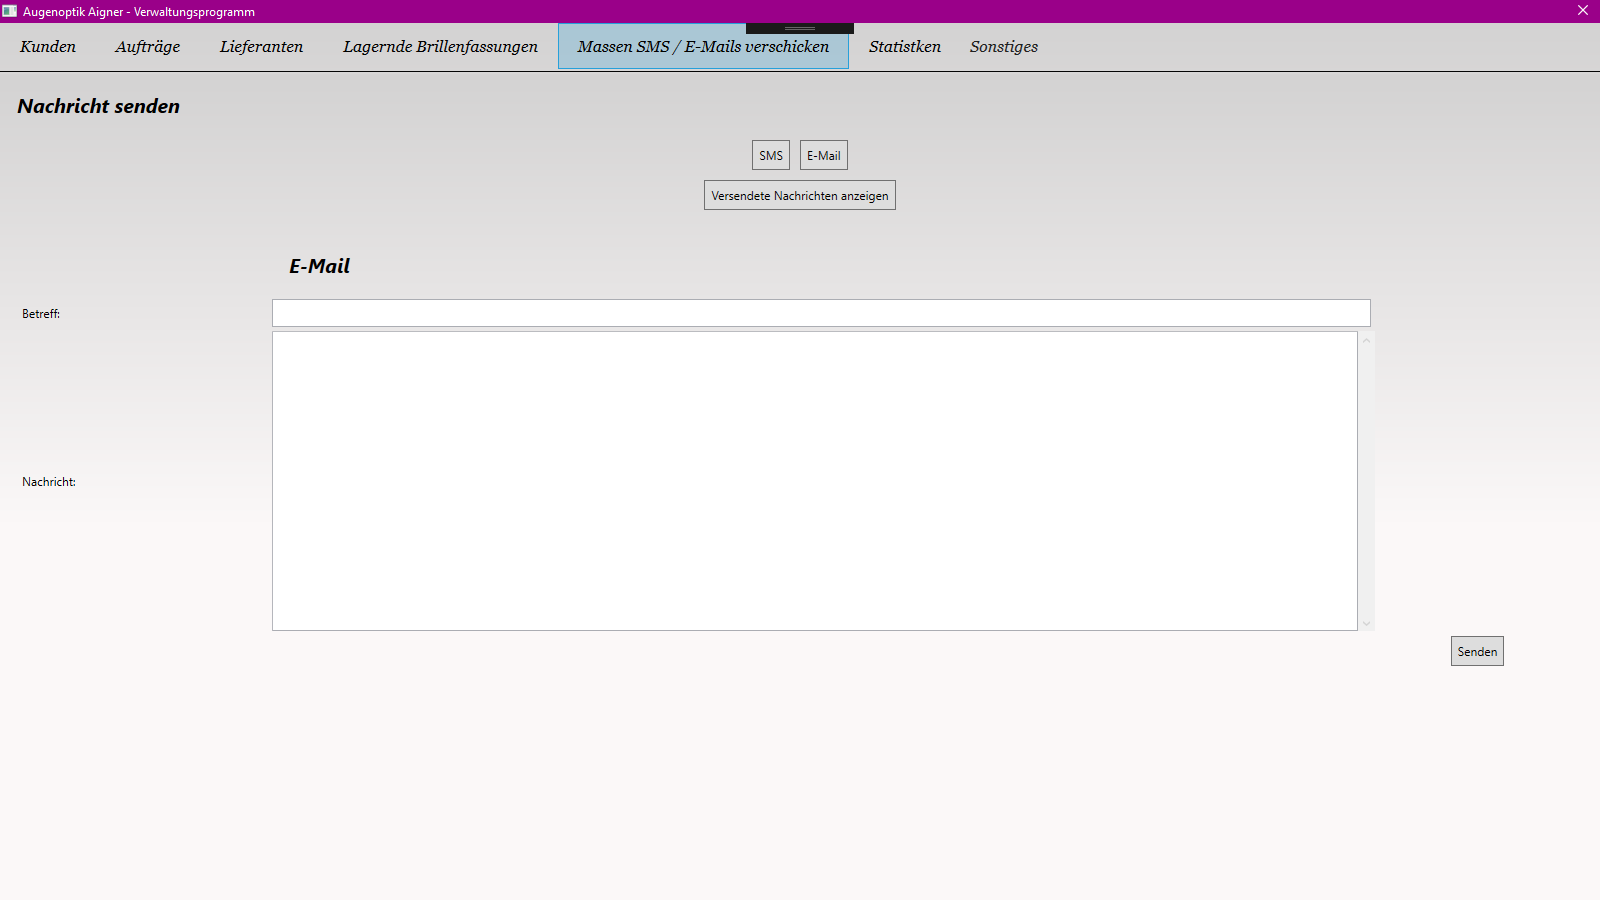 Augenoptik Aigner - Verwaltungsprogramm
Kunden Aufträge Lieferanten Lagernde Brillenfassungen Massen SMS / E-Mails verschicken Statistken Sonstiges
Nachricht senden
SMS E-Mail
Versendete Nachrichten anzeigen
E-Mail
Betreff:
Nachricht:
Senden